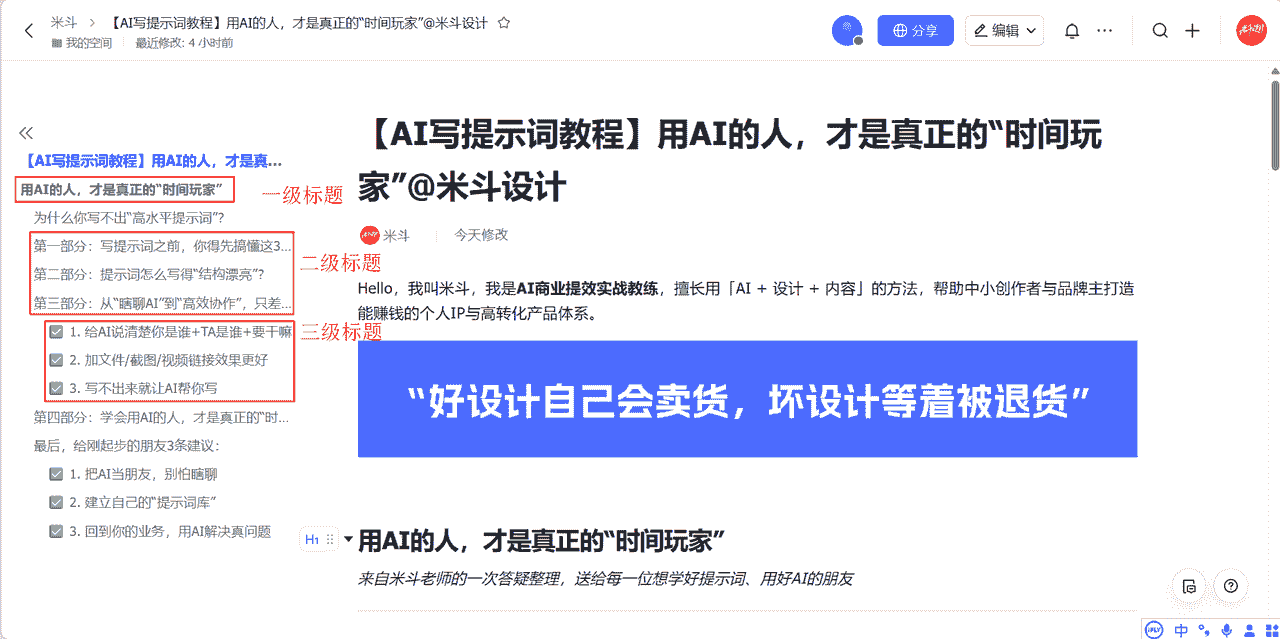 米斗 > 【AI写提示词教程】用AI的人，才是真正的“时间玩家”@米斗设计
我的空间 最近修改: 4 小时前
分享
编辑
【AI写提示词教程】用AI的人，才是真...
用AI的人，才是真正的“时间玩家”
一级标题
为什么你写不出“高水平提示词”?
第一部分：写提示词之前，你得先搞懂这3...
二级标题
第二部分：提示词怎么写得“结构漂亮”?
第三部分：从“瞎聊AI”到“高效协作”，只差...
1. 给AI说清楚你是谁+TA是谁+要干嘛
三级标题
2. 加文件/截图/视频链接效果更好
3. 写不出来就让AI帮你写
第四部分：学会用AI的人，才是真正的“时...
最后，给刚起步的朋友3条建议：
1. 把AI当朋友，别怕瞎聊
2. 建立自己的“提示词库”
3. 回到你的业务，用AI解决真问题
【AI写提示词教程】用AI的人，才是真正的“时间玩
家”@米斗设计
米斗 今天修改
Hello，我叫米斗，我是AI商业提效实战教练，擅长用「AI + 设计 + 内容」的方法，帮助中小创作者与品牌主打造
能赚钱的个人IP与高转化产品体系。
“好设计自己会卖货，坏设计等着被退货”
H1
用AI的人，才是真正的“时间玩家”
来自米斗老师的一次答疑整理，送给每一位想学好提示词、用好AI的朋友
iFLY 中